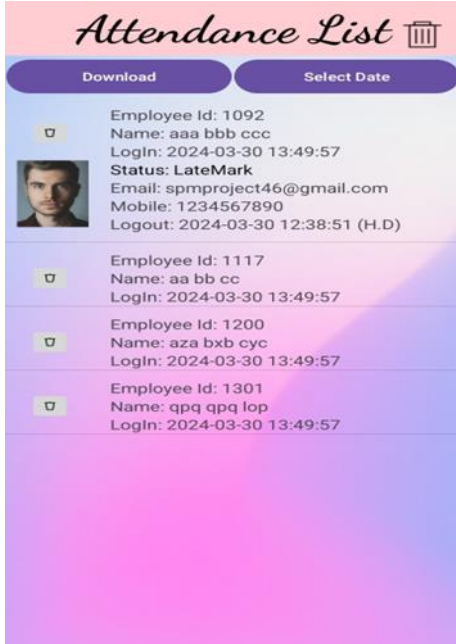 Attendance List
Download
Select Date
Employee Id: 1092
Name: aaa bbb ccc
LogIn: 2024-03-30 13:49:57
Status: LateMark
Email: spmproject46@gmail.com
Mobile: 1234567890
Logout: 2024-03-30 12:38:51 (H.D)
Employee Id: 1117
Name: aa bb cc
LogIn: 2024-03-30 13:49:57
Employee Id: 1200
Name: aza bxb cyc
LogIn: 2024-03-30 13:49:57
Employee Id: 1301
Name: qpq qpq lop
LogIn: 2024-03-30 13:49:57